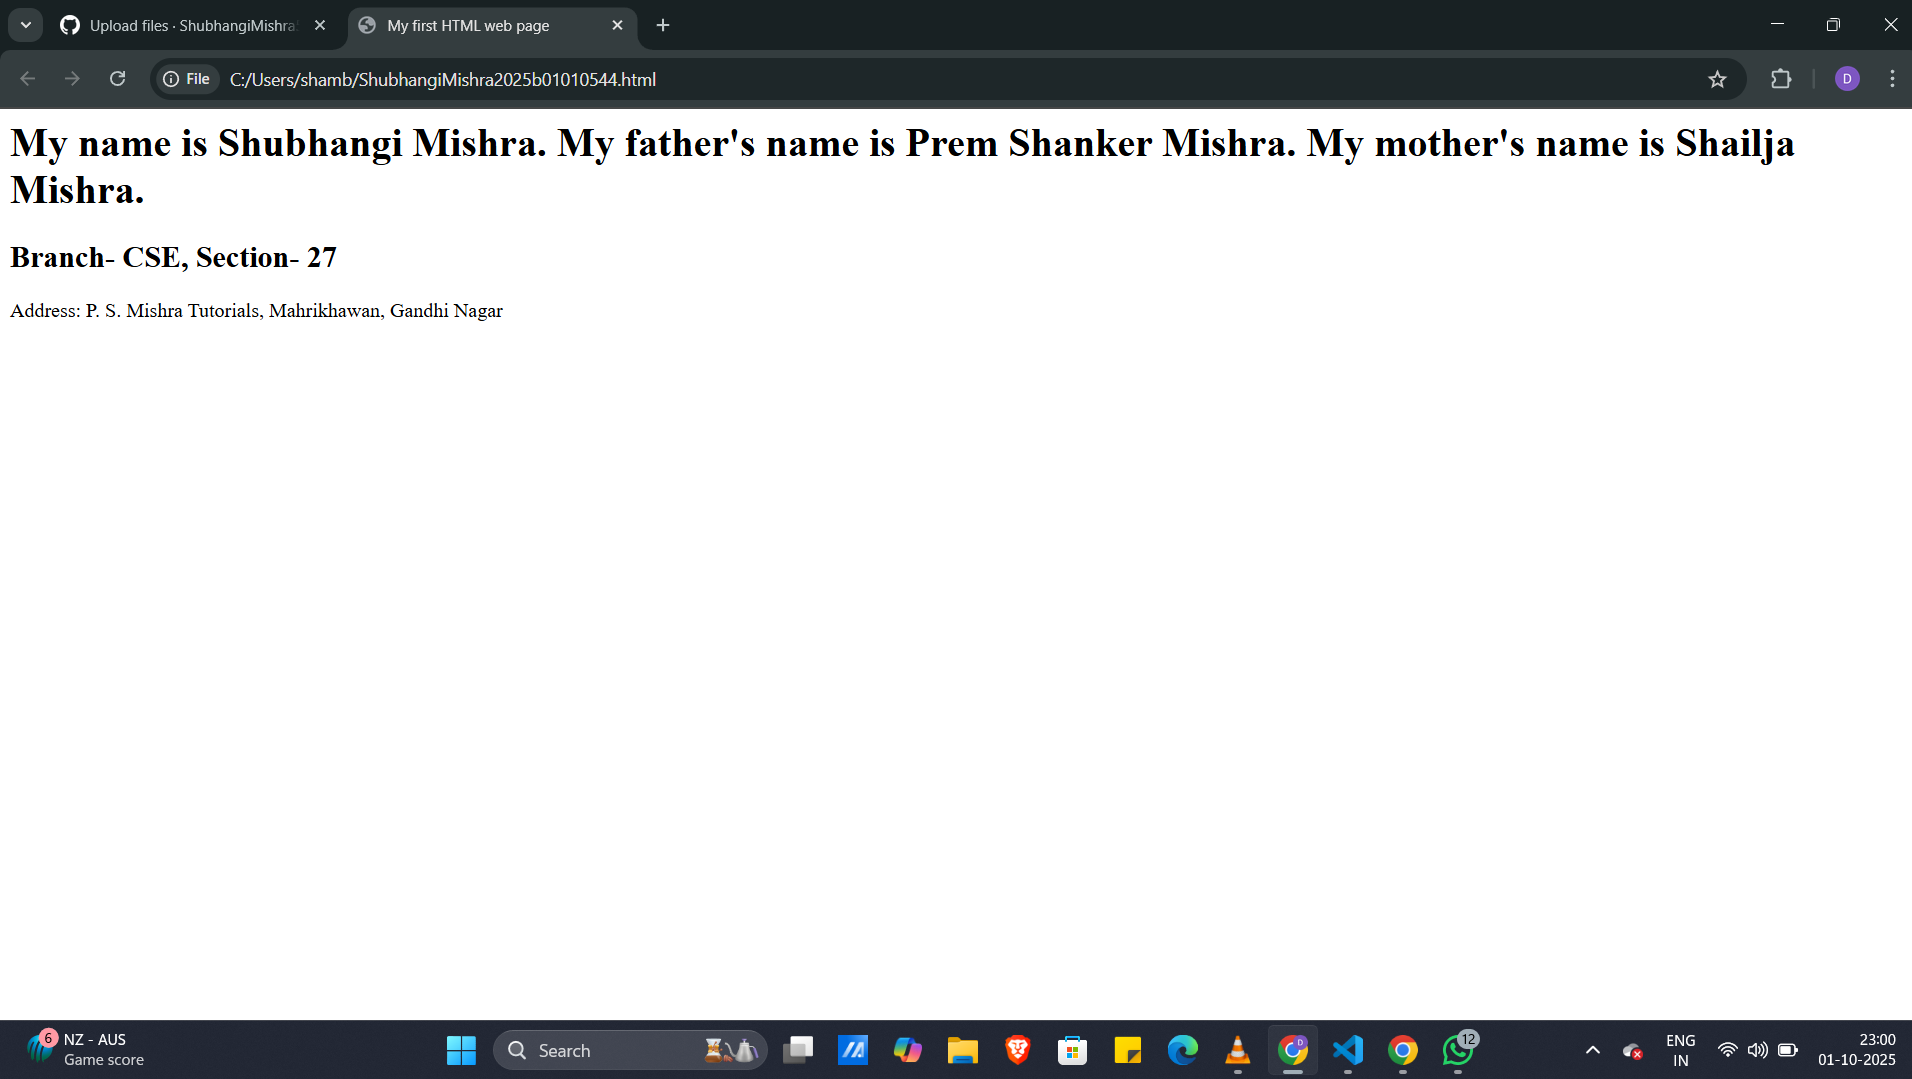 Upload files · ShubhangiMishra
My first HTML web page
File
C:/Users/shamb/ShubhangiMishra2025b01010544.html
D
My name is Shubhangi Mishra. My father's name is Prem Shanker Mishra. My mother's name is Shailja
Mishra.
Branch- CSE, Section- 27
Address: P. S. Mishra Tutorials, Mahrikhawan, Gandhi Nagar
6
NZ - AUS
Game score
Search
D
12
ENG
IN
23:00
01-10-2025